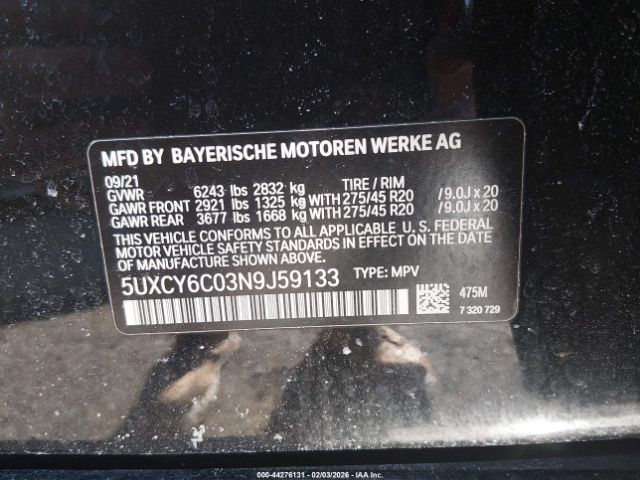 MFD BY BAYERISCHE MOTOREN WERKE AG
09/21 TIRE / RIM
GVWR 6243 lbs 2832 kg
GAWR FRONT 2921 lbs 1325 kg WITH 275/45 R20 / 9.0J x 20
GAWR REAR 3677 lbs 1668 kg WITH 275/45 R20 / 9.0J x 20
THIS VEHICLE CONFORMS TO ALL APPLICABLE U. S. FEDERAL
MOTOR VEHICLE SAFETY STANDARDS IN EFFECT ON THE DATE
OF MANUFACTURE SHOWN ABOVE.
5UXCY6C03N9J59133 TYPE: MPV
475M
7 320 729
000-44276131 - 02/03/2026 - IAA Inc.